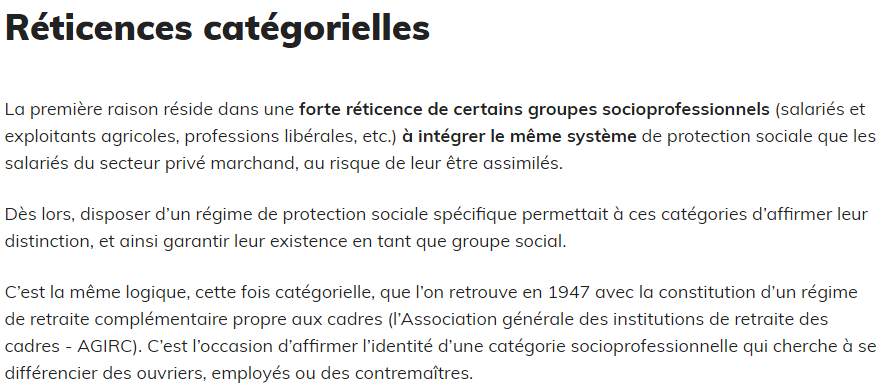 Réticences catégorielles
La première raison réside dans une forte réticence de certains groupes socioprofessionnels (salariés et
exploitants agricoles, professions libérales, etc.) à intégrer le même système de protection sociale que les
salariés du secteur privé marchand, au risque de leur être assimilés.
Dès lors, disposer d’un régime de protection sociale spécifique permettait à ces catégories d’affirmer leur
distinction, et ainsi garantir leur existence en tant que groupe social.
C’est la même logique, cette fois catégorielle, que l’on retrouve en 1947 avec la constitution d’un régime
de retraite complémentaire propre aux cadres (l’Association générale des institutions de retraite des
cadres - AGIRC). C’est l’occasion d’affirmer l’identité d’une catégorie socioprofessionnelle qui cherche à se
différencier des ouvriers, employés ou des contremaîtres.